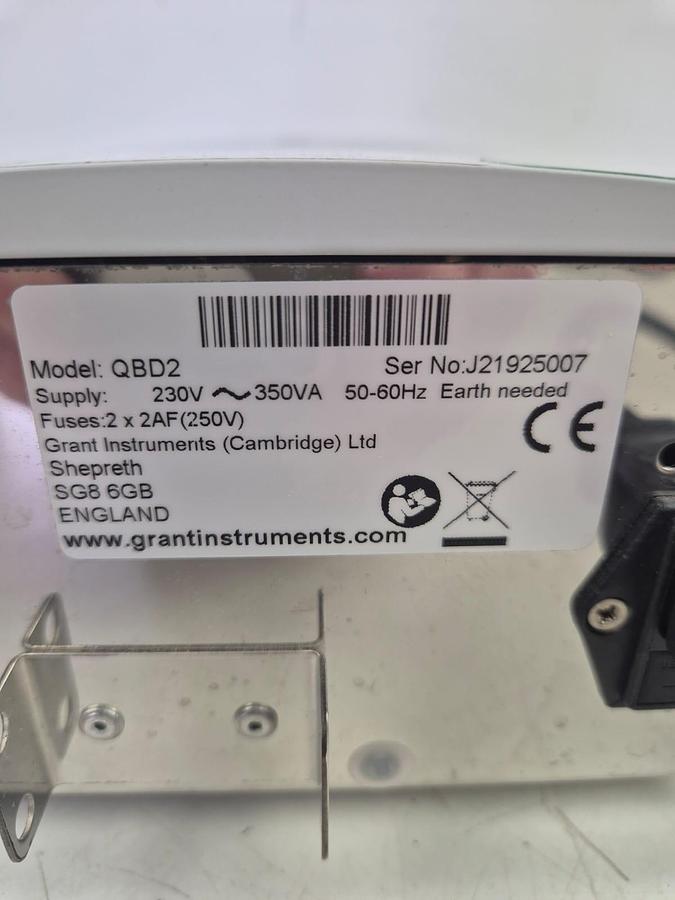 Model: QBD2 Ser No:J21925007
Supply: 230V ～ 350VA 50-60Hz Earth needed
Fuses:2 x 2AF(250V)
Grant Instruments (Cambridge) Ltd
Shepreth
SG8 6GB
ENGLAND
www.grantinstruments.com
CE